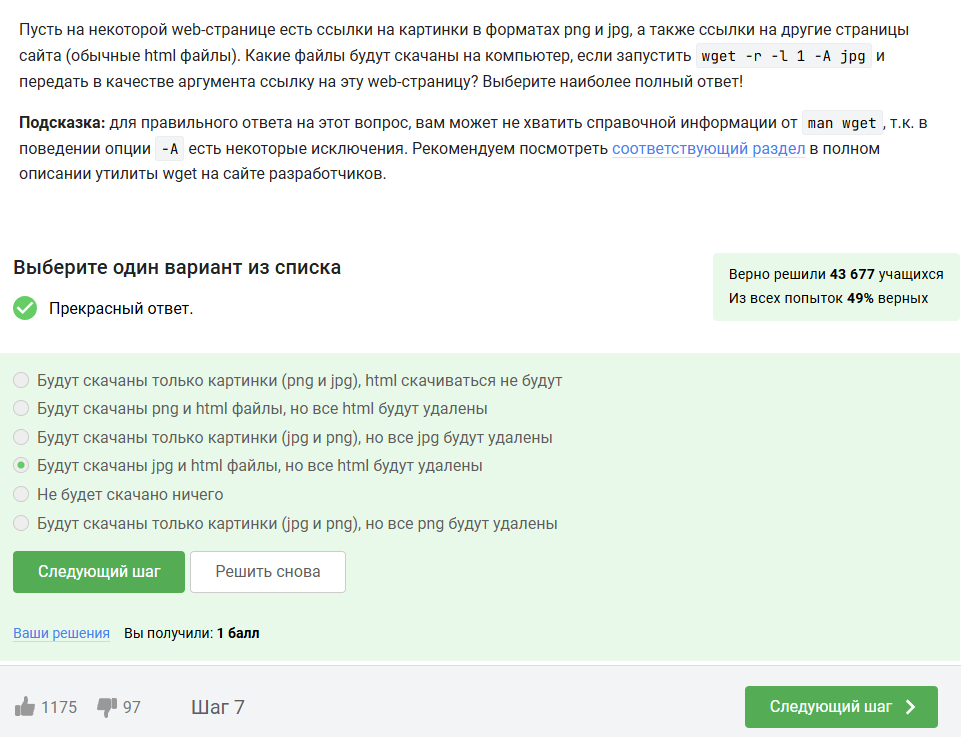 Пусть на некоторой web-странице есть ссылки на картинки в форматах png и jpg, а также ссылки на другие страницы
сайта (обычные html файлы). Какие файлы будут скачаны на компьютер, если запустить wget -r -l 1 -A jpg и
передать в качестве аргумента ссылку на эту web-страницу? Выберите наиболее полный ответ!
Подсказка: для правильного ответа на этот вопрос, вам может не хватить справочной информации от man wget, т.к. в
поведении опции -A есть некоторые исключения. Рекомендуем посмотреть соответствующий раздел в полном
описании утилиты wget на сайте разработчиков.
Выберите один вариант из списка
Прекрасный ответ.
Верно решили 43 677 учащихся
Из всех попыток 49% верных
Будут скачаны только картинки (png и jpg), html скачиваться не будут
Будут скачаны png и html файлы, но все html будут удалены
Будут скачаны только картинки (jpg и png), но все jpg будут удалены
Будут скачаны jpg и html файлы, но все html будут удалены
Не будет скачано ничего
Будут скачаны только картинки (jpg и png), но все png будут удалены
Следующий шаг
Решить снова
Ваши решения Вы получили: 1 балл
1175 97 Шаг 7 Следующий шаг